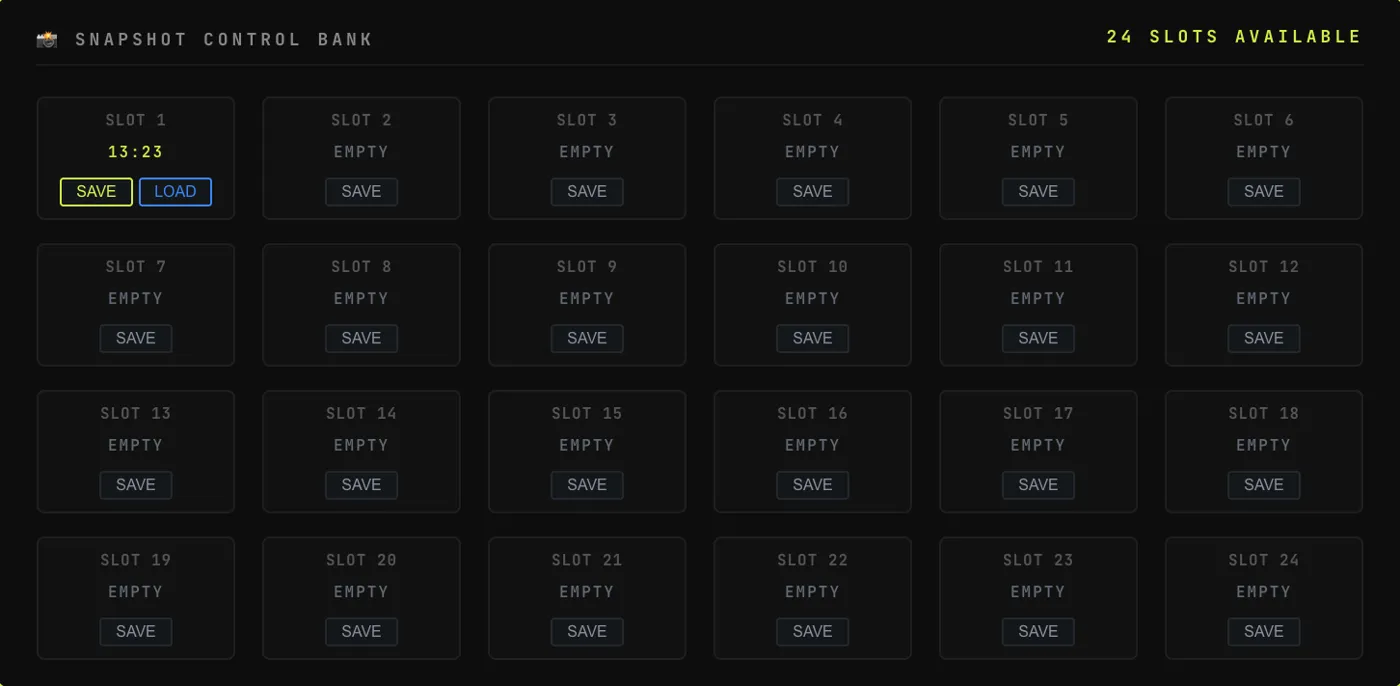 SNAPSHOT CONTROL BANK
24 SLOTS AVAILABLE
SLOT 1
13:23
SAVE LOAD
SLOT 2
EMPTY
SAVE
SLOT 3
EMPTY
SAVE
SLOT 4
EMPTY
SAVE
SLOT 5
EMPTY
SAVE
SLOT 6
EMPTY
SAVE
SLOT 7
EMPTY
SAVE
SLOT 8
EMPTY
SAVE
SLOT 9
EMPTY
SAVE
SLOT 10
EMPTY
SAVE
SLOT 11
EMPTY
SAVE
SLOT 12
EMPTY
SAVE
SLOT 13
EMPTY
SAVE
SLOT 14
EMPTY
SAVE
SLOT 15
EMPTY
SAVE
SLOT 16
EMPTY
SAVE
SLOT 17
EMPTY
SAVE
SLOT 18
EMPTY
SAVE
SLOT 19
EMPTY
SAVE
SLOT 20
EMPTY
SAVE
SLOT 21
EMPTY
SAVE
SLOT 22
EMPTY
SAVE
SLOT 23
EMPTY
SAVE
SLOT 24
EMPTY
SAVE